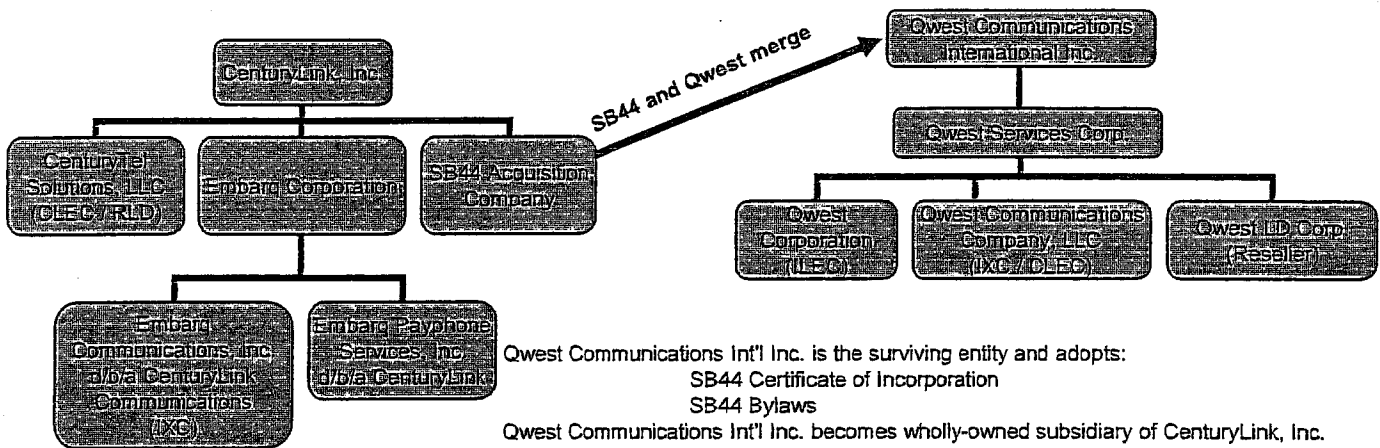 CenturyLink, Inc.
CenturyTel
Solutions, LLC
(CLEC / RLD)
Embarq Corporation
SB44 Acquisition
Company
Embarq
Communications, Inc
d/b/a CenturyLink
Communications
(IXC)
Embarq Payphone
Services, Inc
d/b/a CenturyLink
SB44 and Qwest merge
Qwest Communications
International Inc.
Qwest Services Corp
Qwest
Corporation
(ILEC)
Qwest Communications
Company, LLC
(IXC / CLEC)
Qwest LD Corp
(Reseller)
Qwest Communications Int'l Inc. is the surviving entity and adopts:
SB44 Certificate of Incorporation
SB44 Bylaws
Qwest Communications Int'l Inc. becomes wholly-owned subsidiary of CenturyLink, Inc.